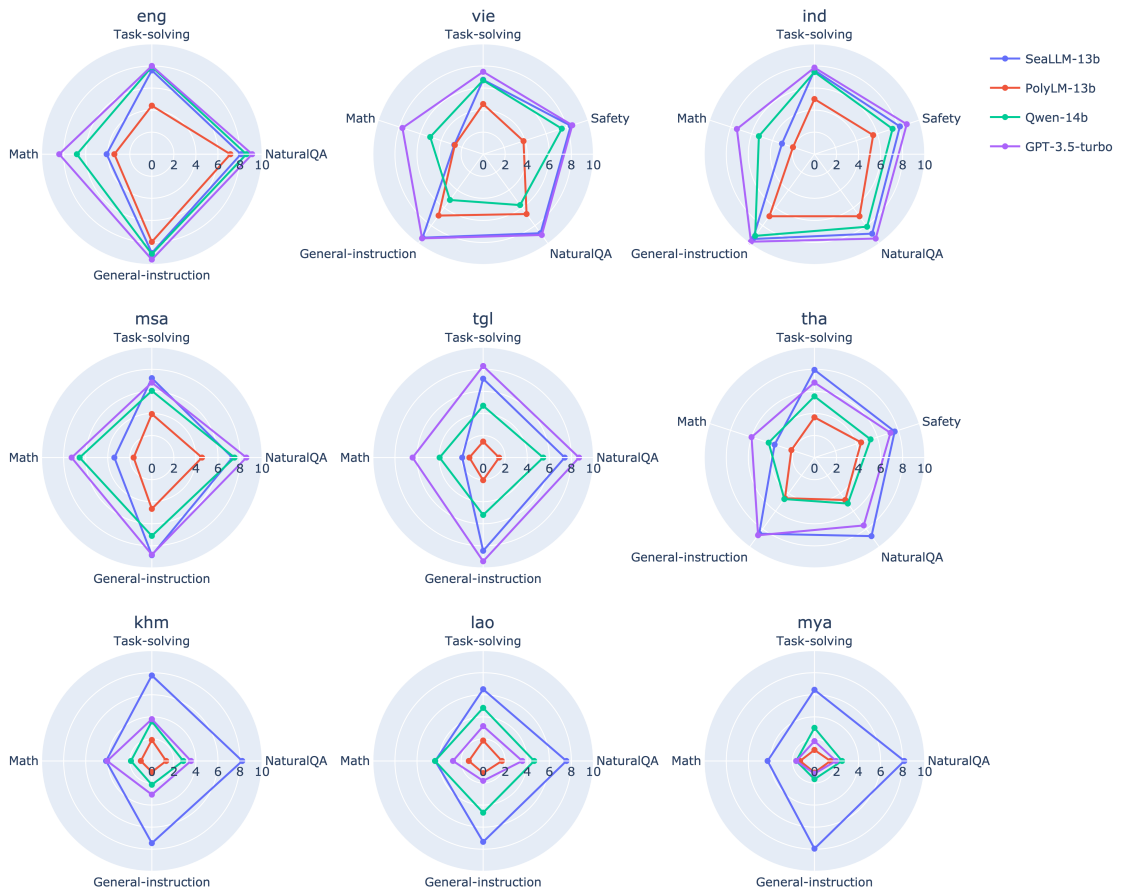 eng
vie
ind
Task-solving
Task-solving
Task-solving
SeaLLM-13b
PolyLM-13b
Qwen-14b
GPT-3.5-turbo
Math
Safety
Math
Safety
Math
NaturalQA
0 2 4 6 8 10
0 2 4 6 8 10
0 2 4 6 8 10
General-instruction
NaturalQA
General-instruction
NaturalQA
General-instruction
msa
tgl
tha
Task-solving
Task-solving
Task-solving
Math
Safety
Math
NaturalQA
Math
NaturalQA
0 2 4 6 8 10
0 2 4 6 8 10
0 2 4 6 8 10
General-instruction
NaturalQA
General-instruction
General-instruction
khm
lao
mya
Task-solving
Task-solving
Task-solving
Math
NaturalQA
Math
NaturalQA
Math
NaturalQA
0 2 4 6 8 10
0 2 4 6 8 10
0 2 4 6 8 10
General-instruction
General-instruction
General-instruction